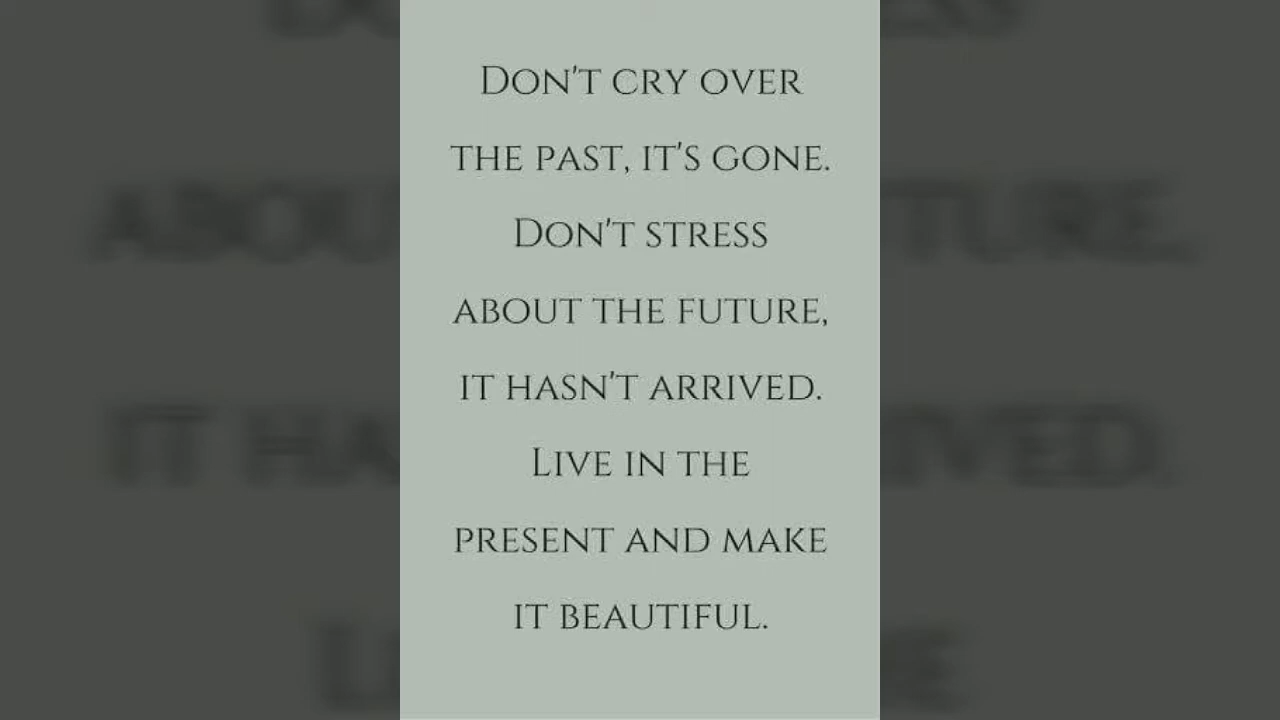 Don't cry over
the past, it's gone.
Don't stress
about the future,
it hasn't arrived.
Live in the
present and make
it beautiful.